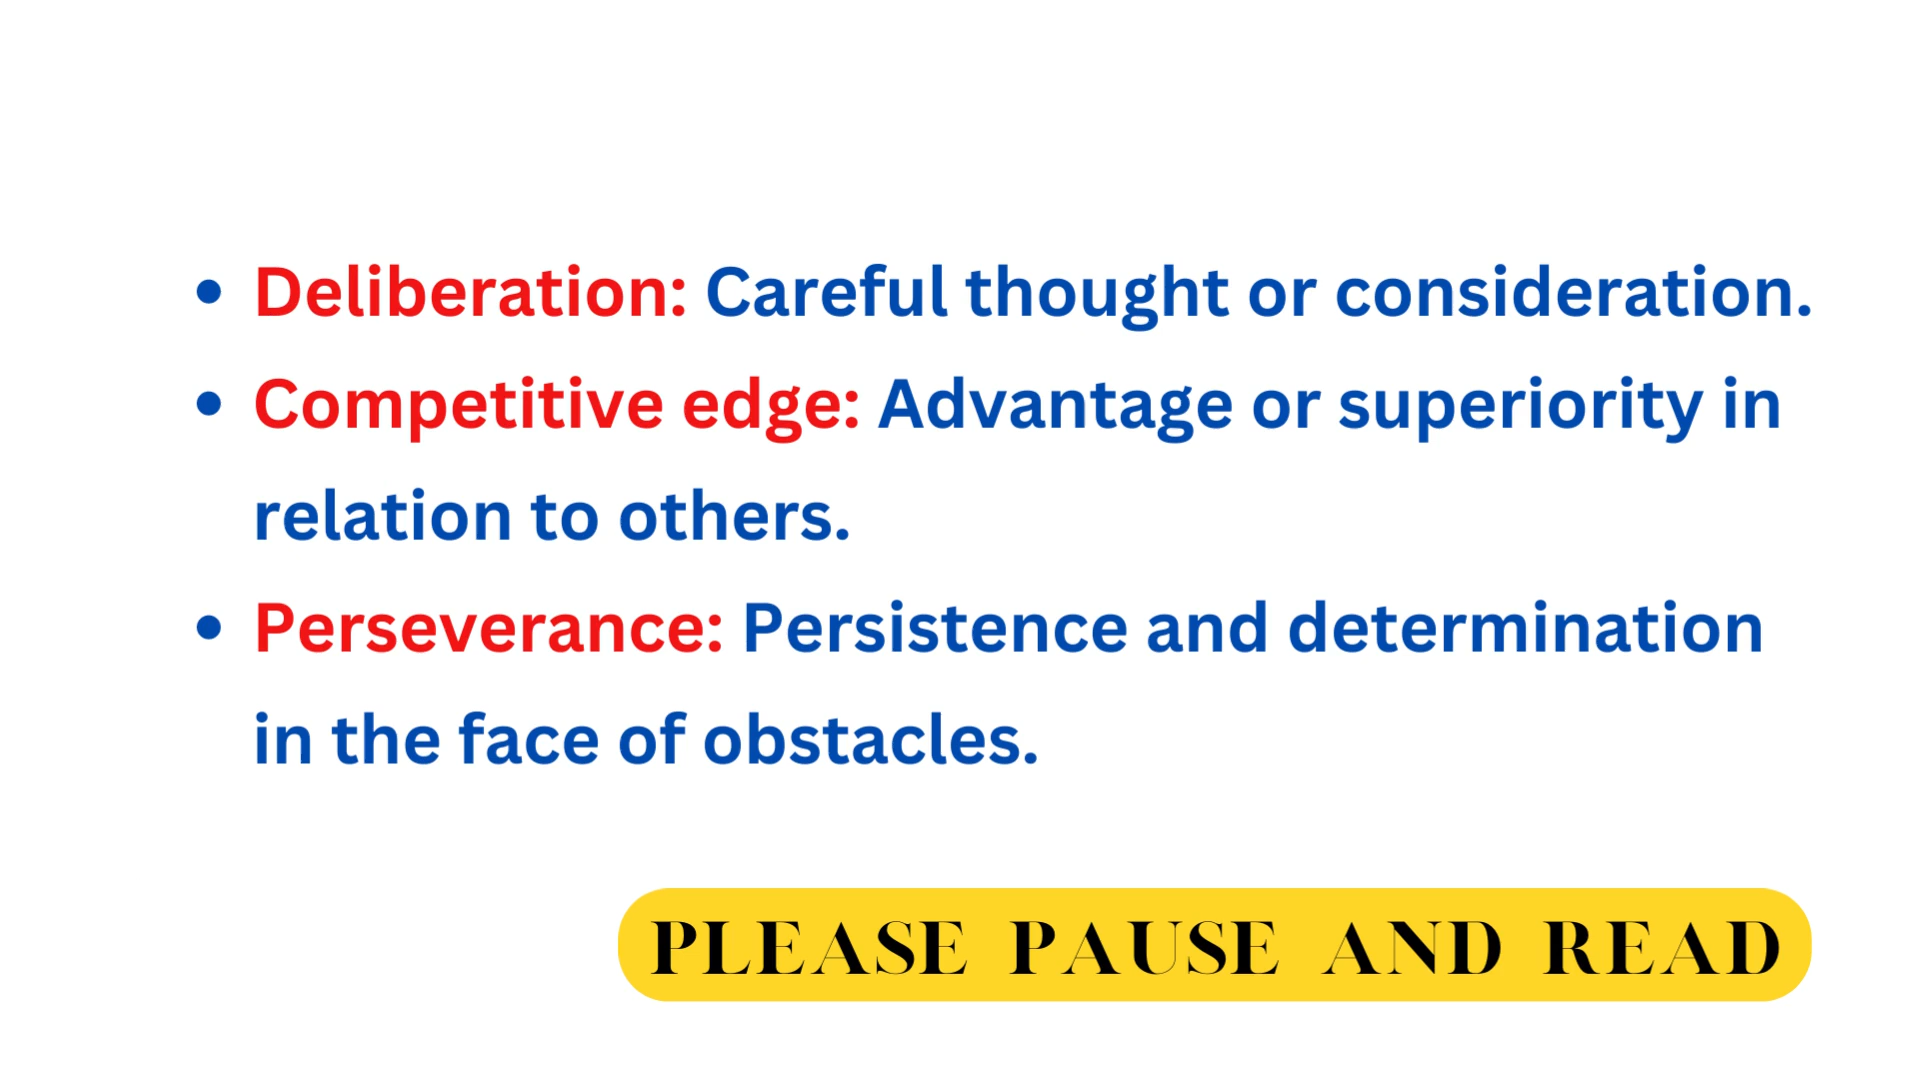 • Deliberation: Careful thought or consideration.
• Competitive edge: Advantage or superiority in
relation to others.
• Perseverance: Persistence and determination
in the face of obstacles.
PLEASE PAUSE AND READ